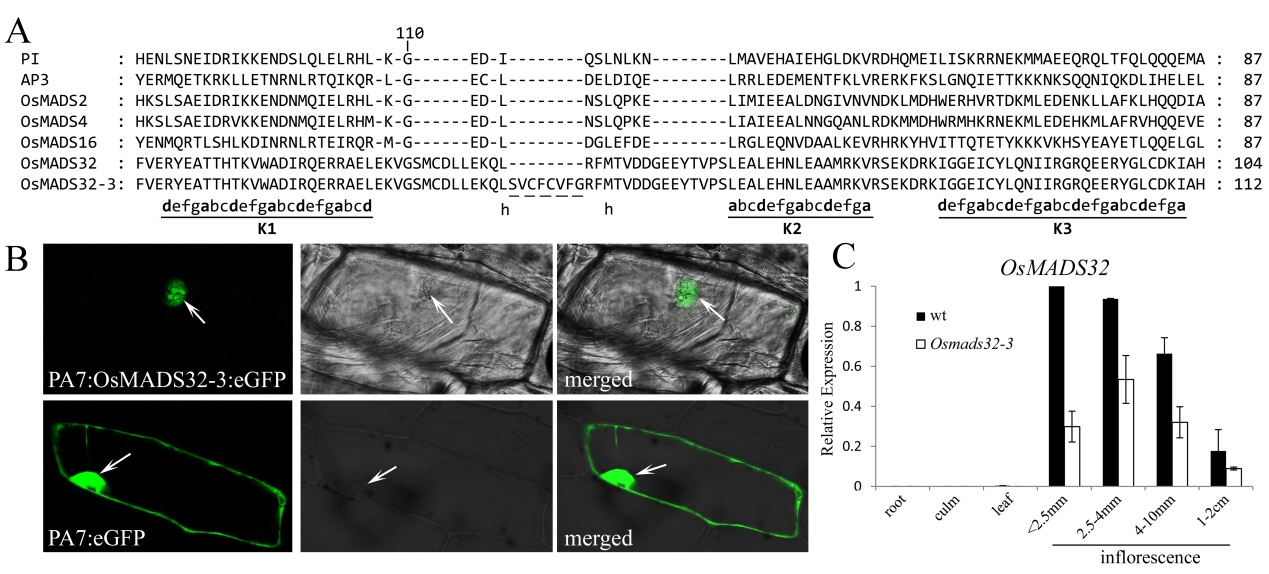 A
110
PI : HENLSNEIDRIKKENDSLQLELRHL-K-G------ED-I--------QSLNLKN--------LMAVEHAIEHGLDKVRDHQMEILISKRRNEKMMAEEQRQLTFQLQQQEMA : 87
AP3 : YERMQETKRKLLETNRNLRTQIKQR-L-G------EC-L--------DELDIQE--------LRRLEDEMENTFKLVRERKFKSLGNQIETTKKKNKSQQNIQKDLIHELEL : 87
OsMADS2 : HKSLSAEIDRIKKENDNMQIELRHL-K-G------ED-L--------NSLQPKE--------LIMIEEALDNGIVNVNDKLMDHWERHVRTDKMLEDENKLLAFKLHQQDIA : 87
OsMADS4 : HKSLSAEIDRVKKENDNMQIELRHM-K-G------ED-L--------NSLQPKE--------LIAIEEALNNGQANLRDKMMDHWRMHKRNEKMLEDEHKMLAFRVHQQEVE : 87
OsMADS16 : YENMQRTLSHLKDINRNLRTEIRQR-M-G------ED-L--------DGLEFDE--------LRGLEQNVDAALKEVRHRKYHVITTQTETYKKKVKHSYEAYETLQQELGL : 87
OsMADS32 : FVERYEATTHTKVWADIRQERRAELEKVGSMCDLLEKQL--------RFMTVDDGEEYTVPSLEALEHNLEAAMRKVRSEKDRKIGGEICYLQNIIRGRQEERYGLCDKIAH : 104
OsMADS32-3: FVERYEATTHTKVWADIRQERRAELEKVGSMCDLLEKQLSVCFCVFGRFMTVDDGEEYTVPSLEALEHNLEAAMRKVRSEKDRKIGGEICYLQNIIRGRQEERYGLCDKIAH : 112
defgabcdefgabcdefgabcd h h abcdefgabcdefga defgabcdefgabcdefgabcdefga
K1 K2 K3
B
PA7:OsMADS32-3:eGFP
merged
PA7:eGFP
merged
C
OsMADS32
Relative Expression
1
0.8
0.6
0.4
0.2
0
wt
Osmads32-3
root culm leaf <2.5mm 2.5-4mm 4-10mm 1-2cm
inflorescence